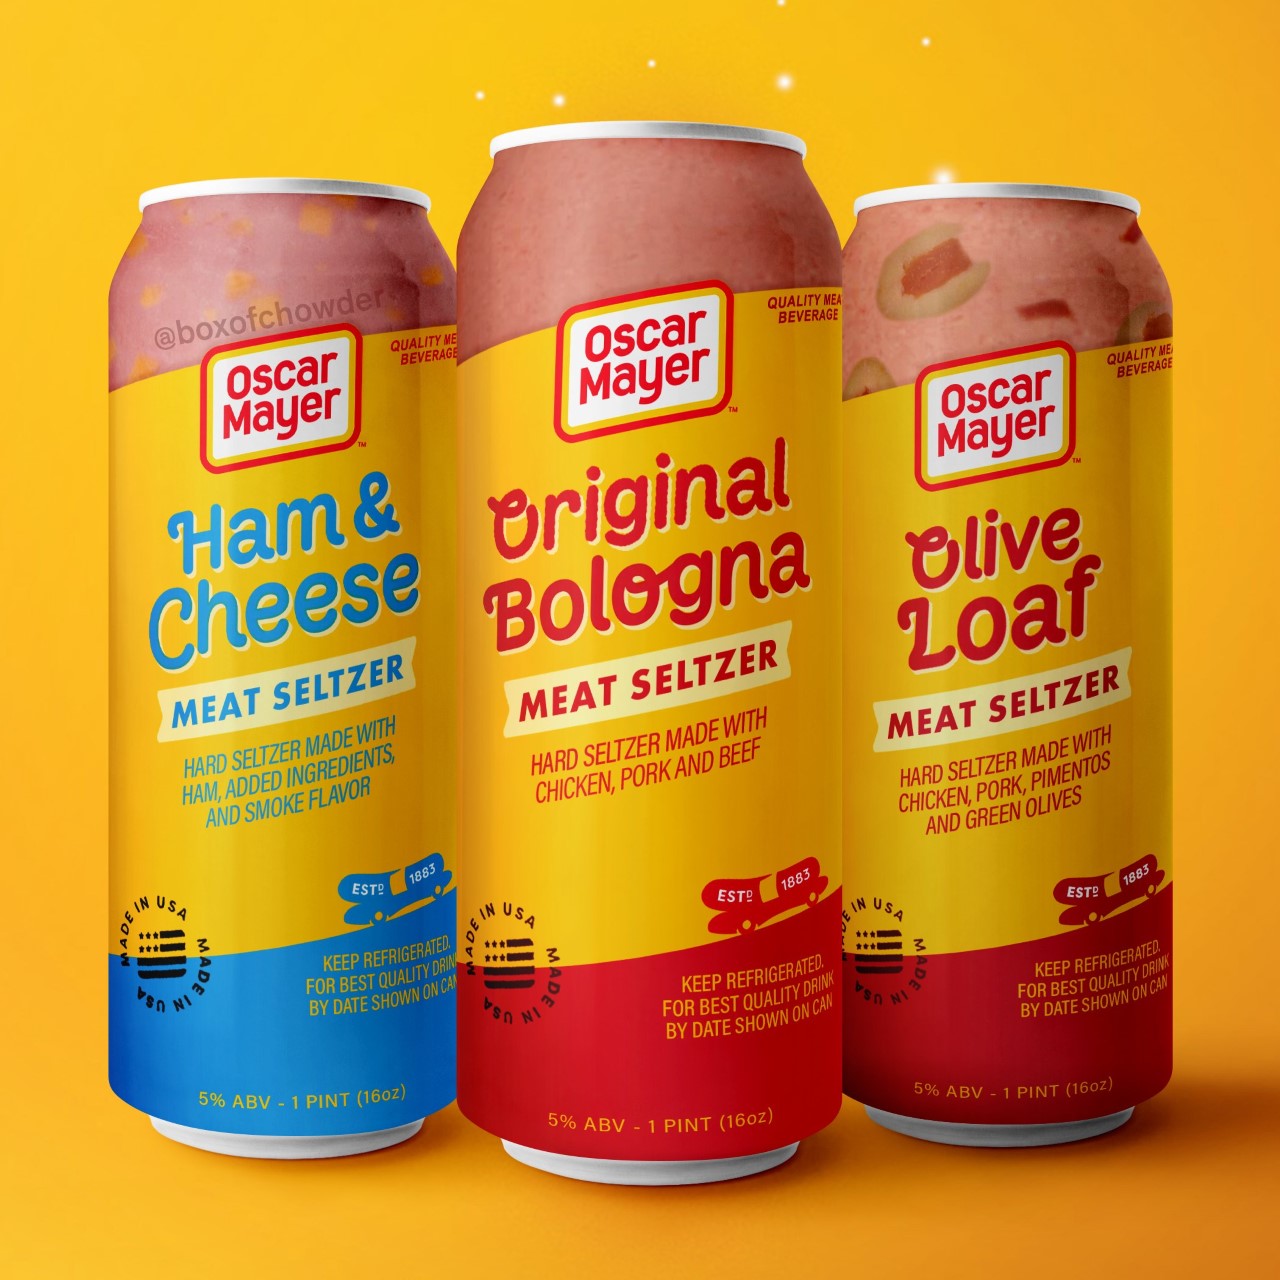 @boxofchowder
QUALITY ME
BEVERAGE
Oscar
Mayer
™
Ham &
Cheese
MEAT SELTZER
HARD SELTZER MADE WITH
HAM, ADDED INGREDIENTS,
AND SMOKE FLAVOR
ESTD 1883
MADE IN USA
MADE IN USA
KEEP REFRIGERATED.
FOR BEST QUALITY DRINK
BY DATE SHOWN ON CAN
5% ABV - 1 PINT (16oz)
QUALITY MEA
BEVERAGE
Oscar
Mayer
™
Original
Bologna
MEAT SELTZER
HARD SELTZER MADE WITH
CHICKEN, PORK AND BEEF
ESTD 1883
MADE IN USA
MADE IN USA
KEEP REFRIGERATED.
FOR BEST QUALITY DRINK
BY DATE SHOWN ON CAN
5% ABV - 1 PINT (16oz)
QUALITY MEA
BEVERAGE
Oscar
Mayer
™
Olive
Loaf
MEAT SELTZER
HARD SELTZER MADE WITH
CHICKEN, PORK, PIMENTOS
AND GREEN OLIVES
ESTD 1883
MADE IN USA
MADE IN USA
KEEP REFRIGERATED.
FOR BEST QUALITY DRINK
BY DATE SHOWN ON CAN
5% ABV - 1 PINT (16oz)